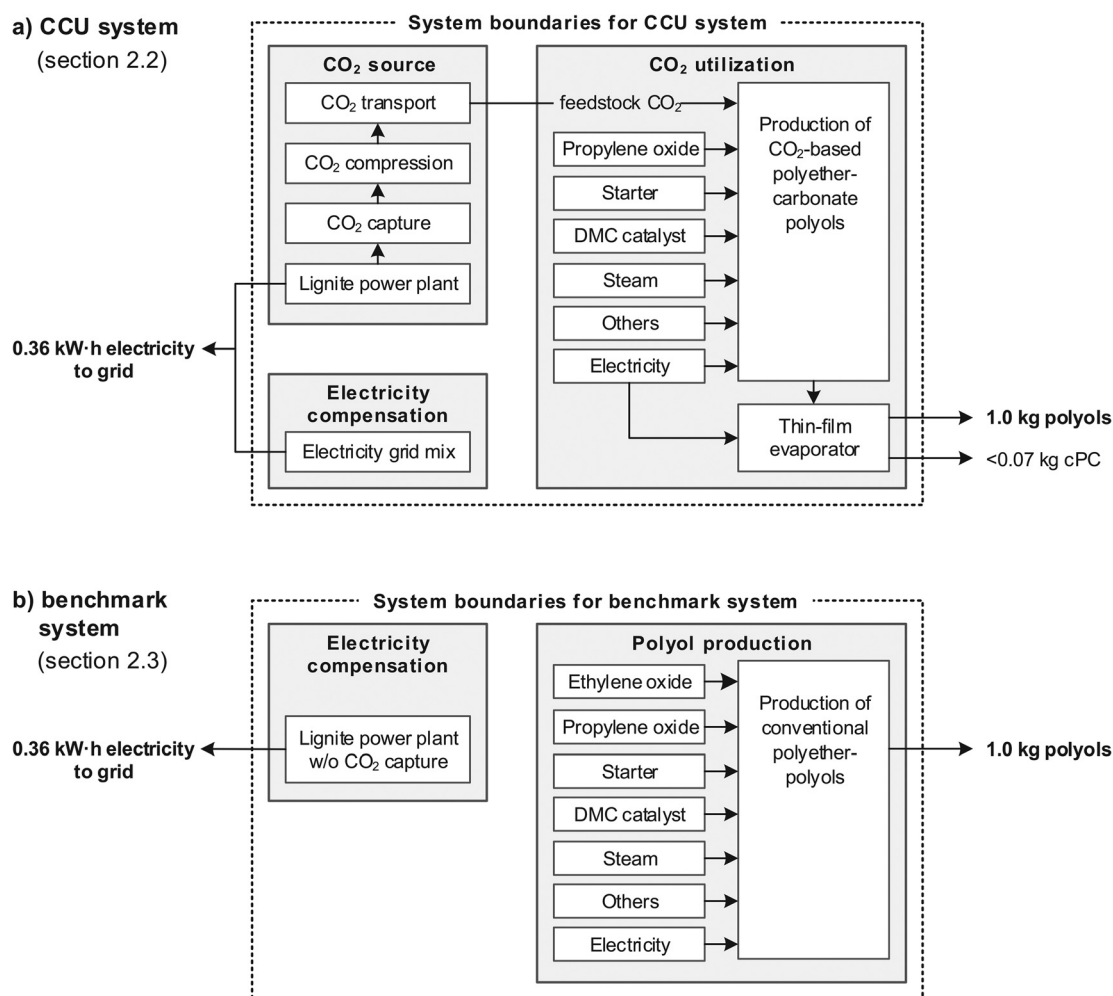 a) CCU system
(section 2.2)
System boundaries for CCU system
CO₂ source
CO₂ transport
CO₂ compression
CO₂ capture
Lignite power plant
0.36 kW·h electricity
to grid
Electricity
compensation
Electricity grid mix
CO₂ utilization
feedstock CO₂
Propylene oxide
Starter
DMC catalyst
Steam
Others
Electricity
Production of
CO₂-based
polyether-
carbonate
polyols
Thin-film
evaporator
1.0 kg polyols
<0.07 kg cPC
b) benchmark
system
(section 2.3)
System boundaries for benchmark system
Electricity
compensation
Lignite power plant
w/o CO₂ capture
0.36 kW·h electricity
to grid
Polyol production
Ethylene oxide
Propylene oxide
Starter
DMC catalyst
Steam
Others
Electricity
Production of
conventional
polyether-
polyols
1.0 kg polyols